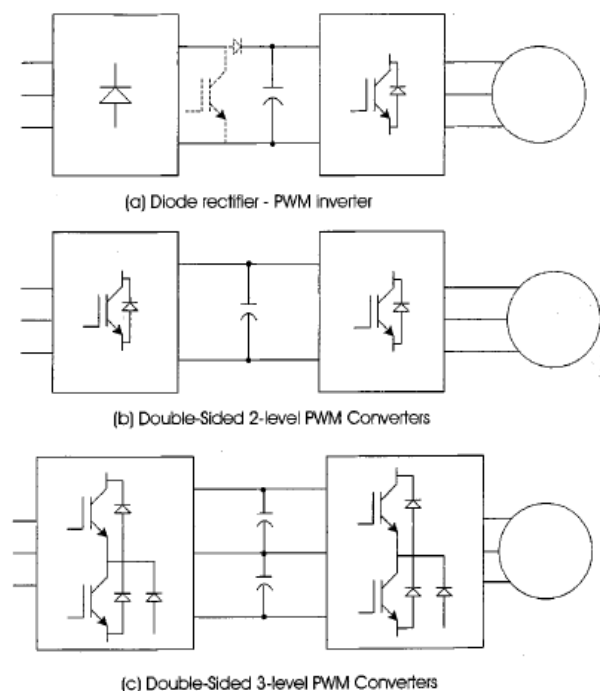 (a) Diode rectifier - PWM inverter
(b) Double-Sided 2-level PWM Converters
(c) Double-Sided 3-level PWM Converters